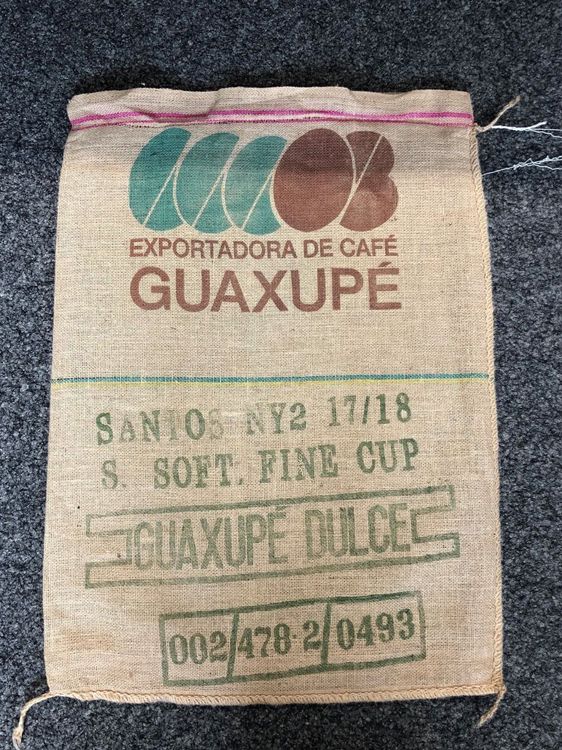 EXPORTADORA DE CAFÉ
GUAXUPÉ
SANTOS NY2 17/18
S. SOFT. FINE CUP
GUAXUPÉ DULCE
002/478-2/0493